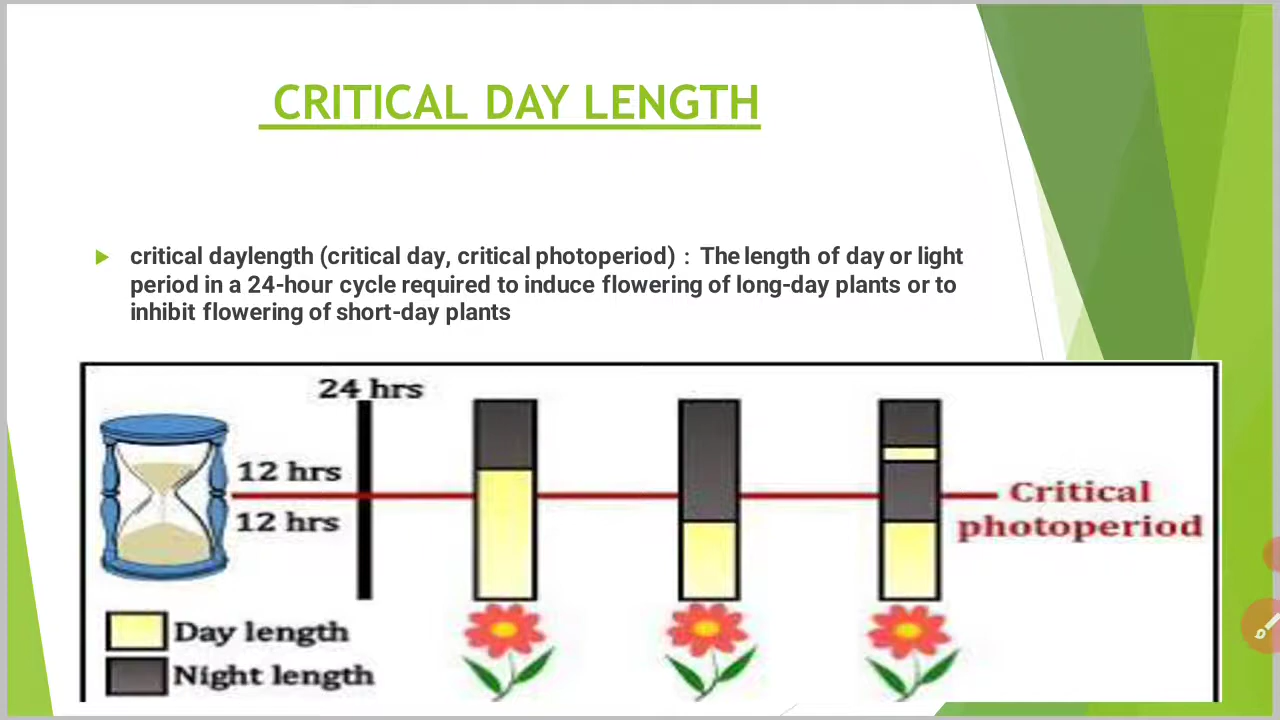 CRITICAL DAY LENGTH
critical daylength (critical day, critical photoperiod) : The length of day or light
period in a 24-hour cycle required to induce flowering of long-day plants or to
inhibit flowering of short-day plants
24 hrs
12 hrs
12 hrs
Critical
photoperiod
Day length
Night length